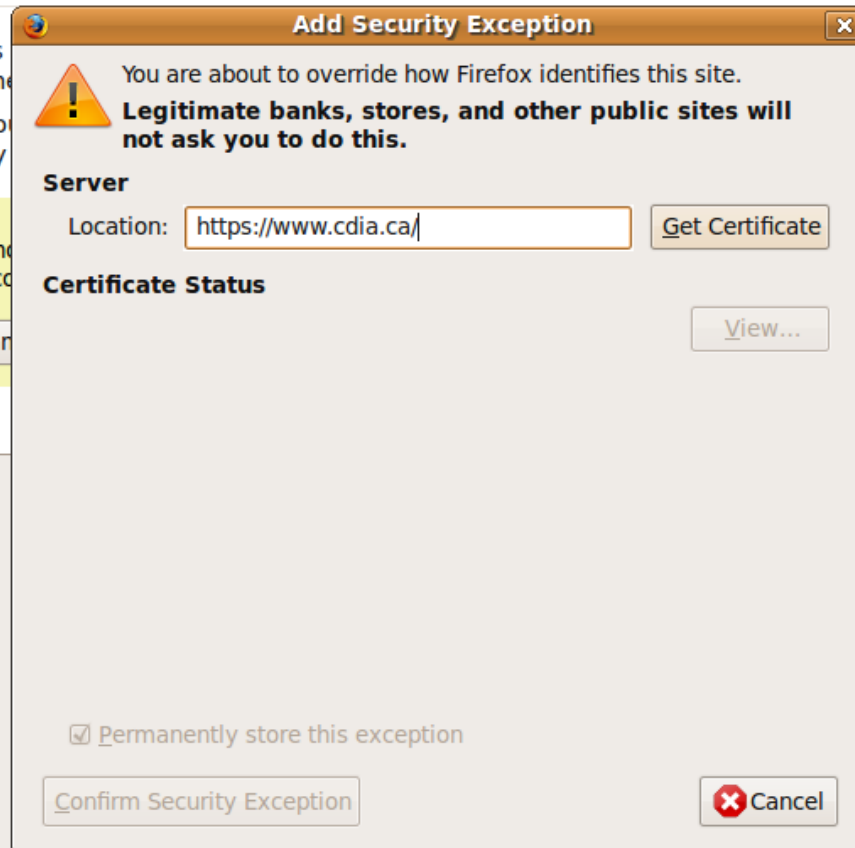 Add Security Exception
You are about to override how Firefox identifies this site.
Legitimate banks, stores, and other public sites will
not ask you to do this.
Server
Location: https://www.cdia.ca/ Get Certificate
Certificate Status
View...
Permanently store this exception
Confirm Security Exception Cancel